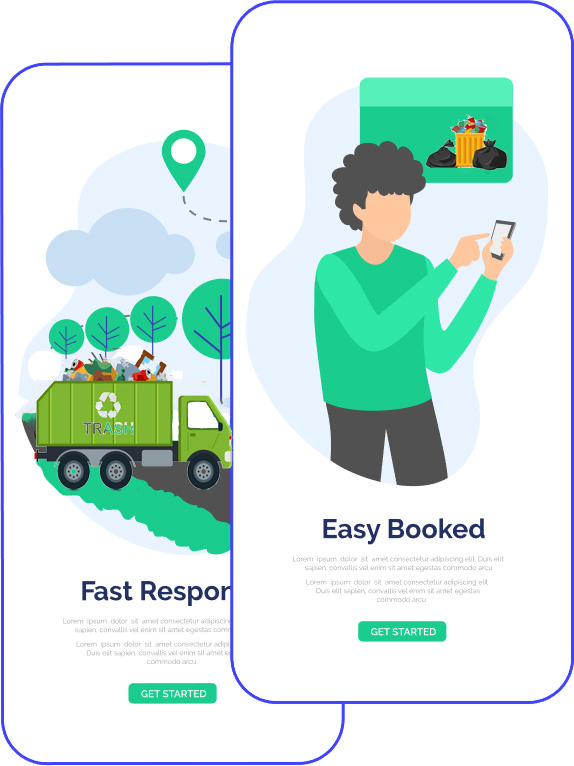 TRASH
Fast Respor
Lorem ipsum dolor sit amet consectetur adipiscing
sapien, convallis vel enim sit amet egestas
Lorem ipsum dolor sit amet consectetur
Duis elit sapien, convallis vel enim sit amet
commodo arcu
GET STARTED
Easy Booked
Lorem ipsum dolor sit amet consectetur adipiscing elit. Duis elit
sapien, convallis vel enim sit amet egestas commodo arcu
Lorem ipsum dolor sit amet consectetur adipiscing elit
Duis elit sapien, convallis vel enim sit amet egestas
commodo arcu
GET STARTED